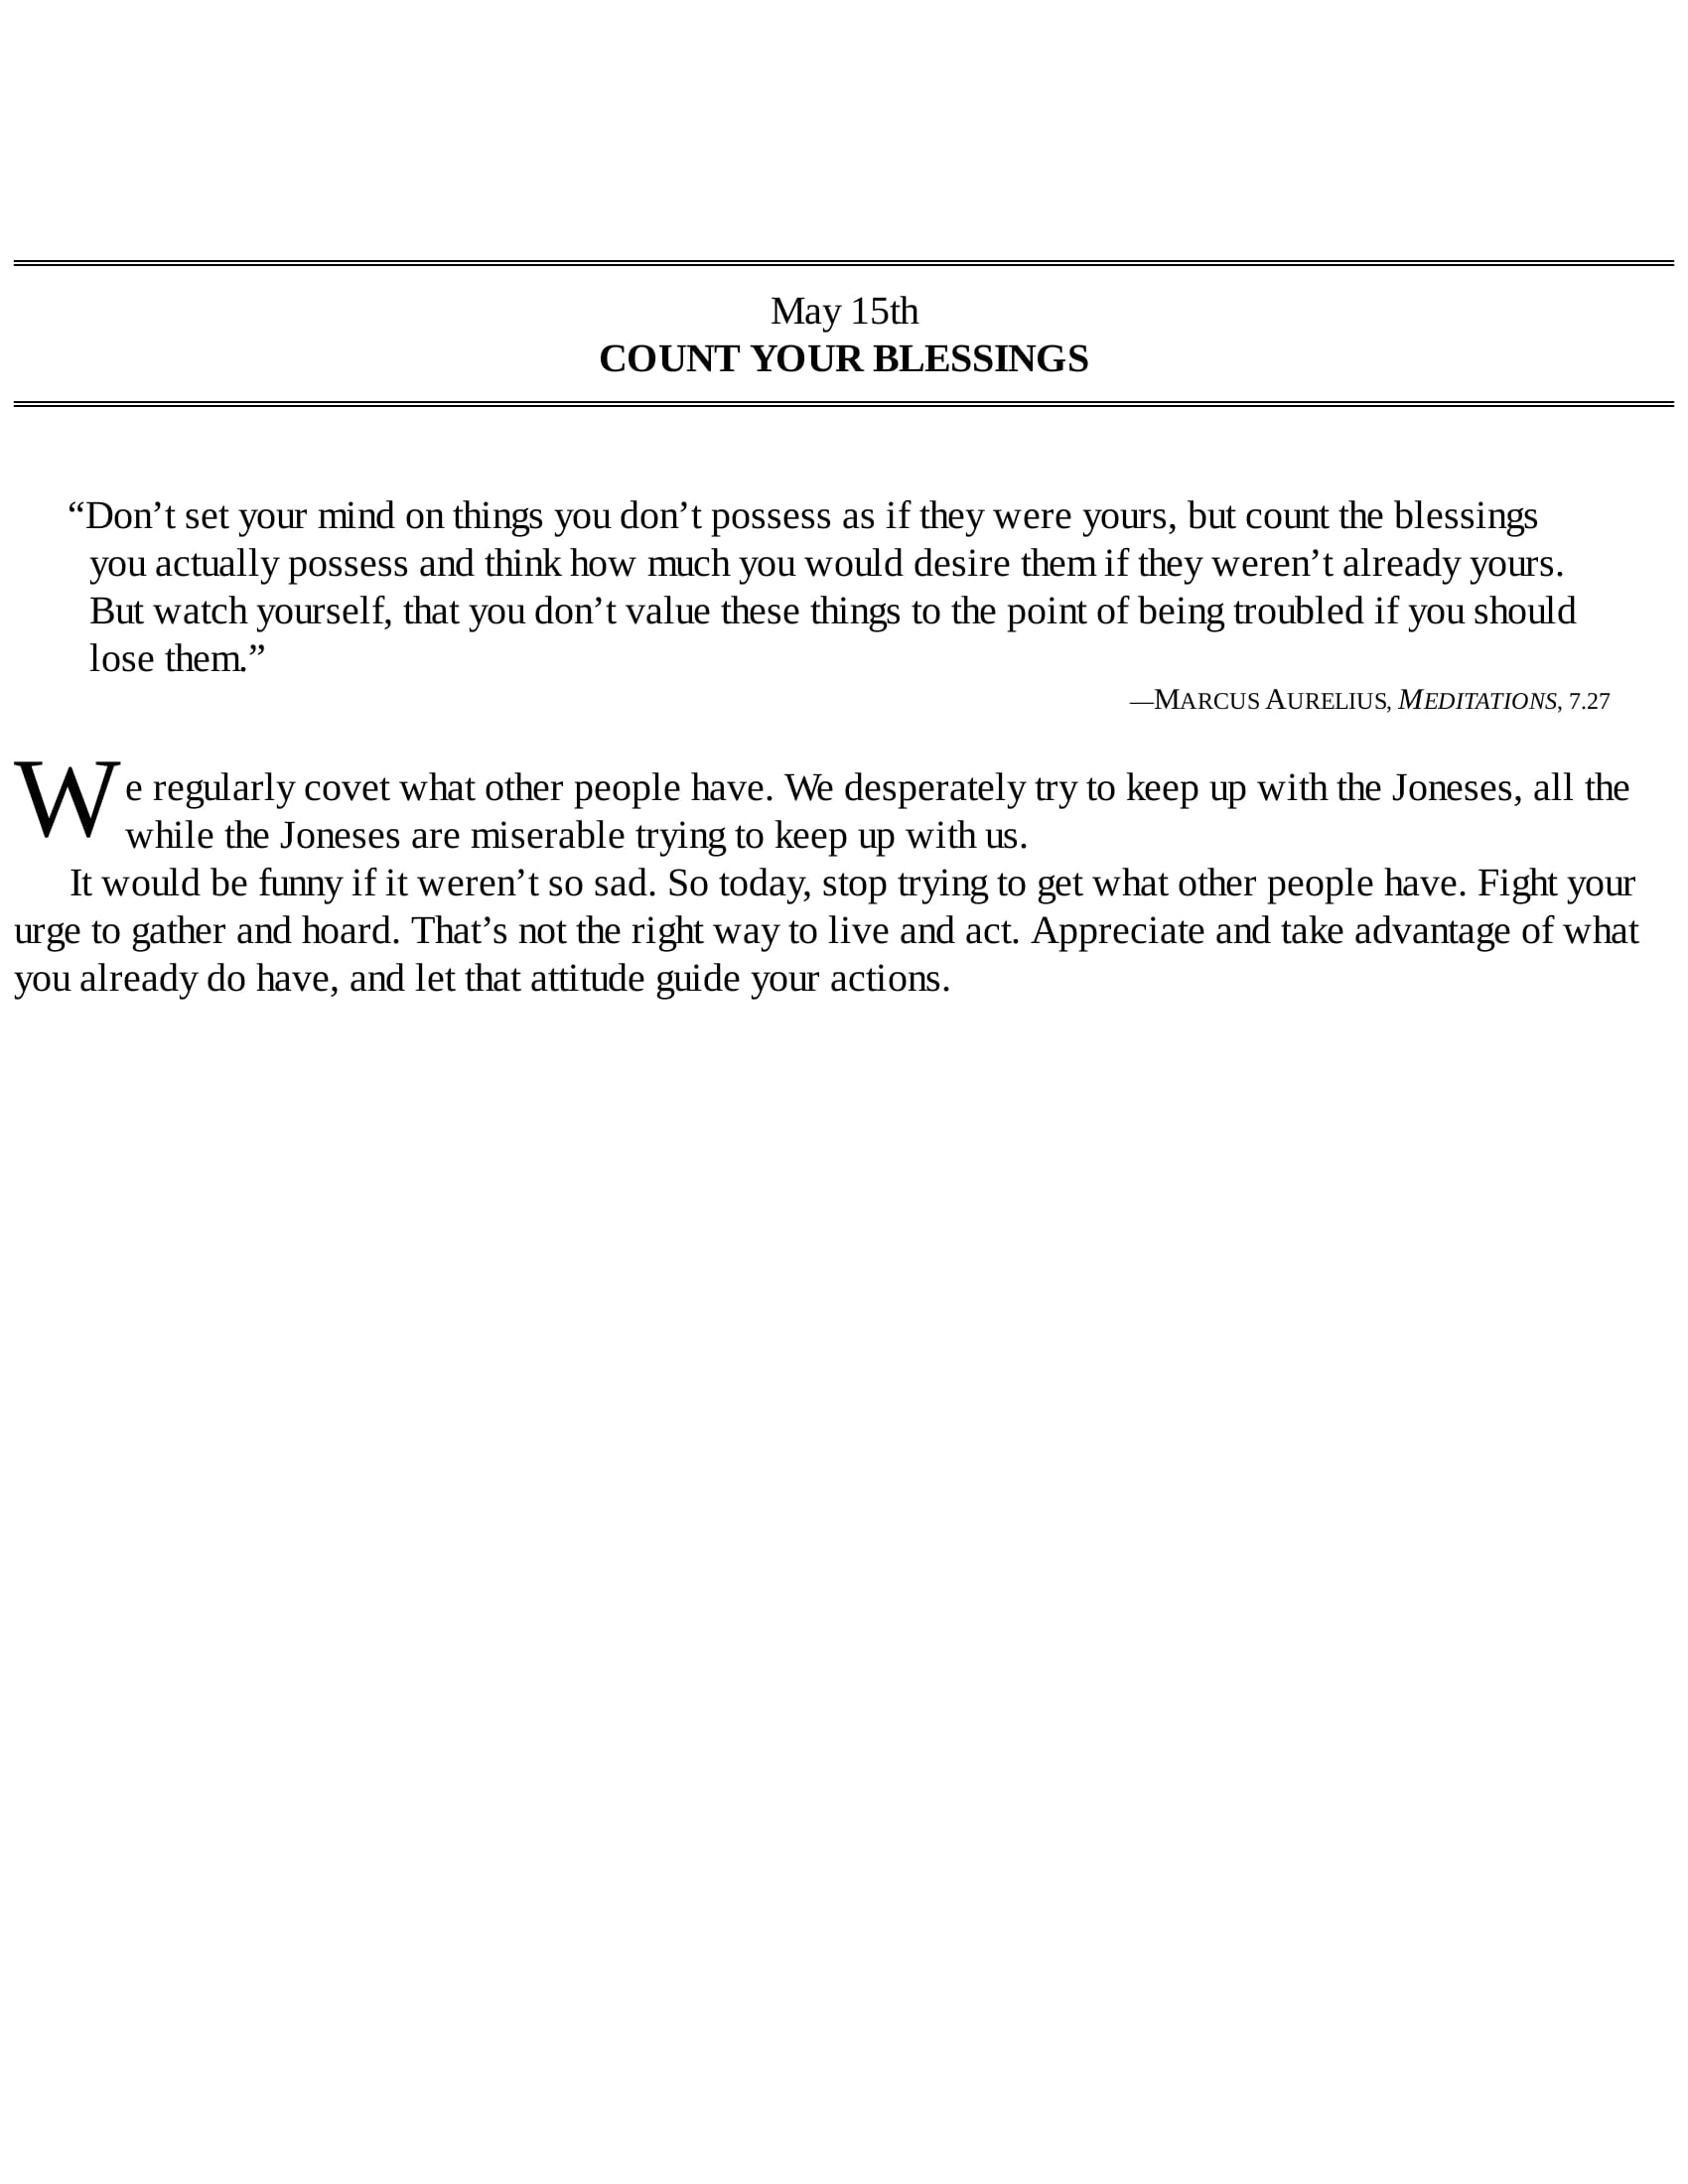 May 15th
COUNT YOUR BLESSINGS
“Don’t set your mind on things you don’t possess as if they were yours, but count the blessings
you actually possess and think how much you would desire them if they weren’t already yours.
But watch yourself, that you don’t value these things to the point of being troubled if you should
lose them.”
—MARCUS AURELIUS, MEDITATIONS, 7.27
We regularly covet what other people have. We desperately try to keep up with the Joneses, all the
while the Joneses are miserable trying to keep up with us.
It would be funny if it weren’t so sad. So today, stop trying to get what other people have. Fight your
urge to gather and hoard. That’s not the right way to live and act. Appreciate and take advantage of what
you already do have, and let that attitude guide your actions.